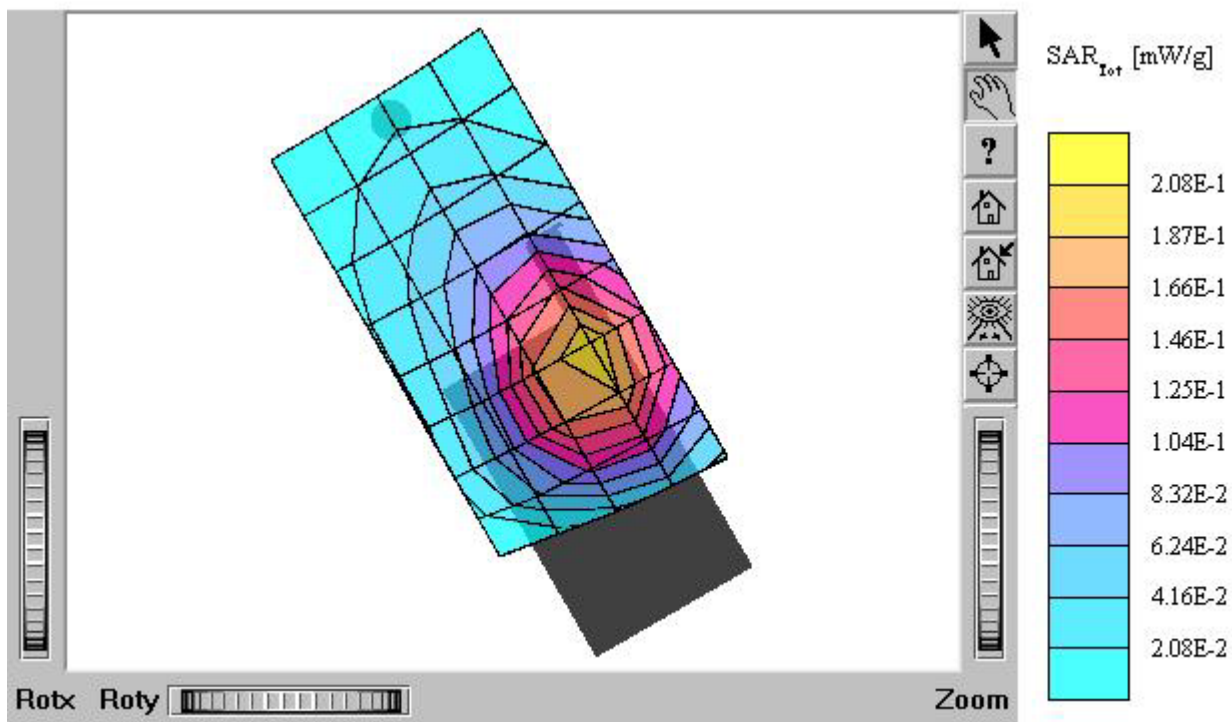 SAR_Tot [mW/g]
?
2.08E-1
1.87E-1
1.66E-1
1.46E-1
1.25E-1
1.04E-1
8.32E-2
6.24E-2
4.16E-2
2.08E-2
Rotx Roty Zoom